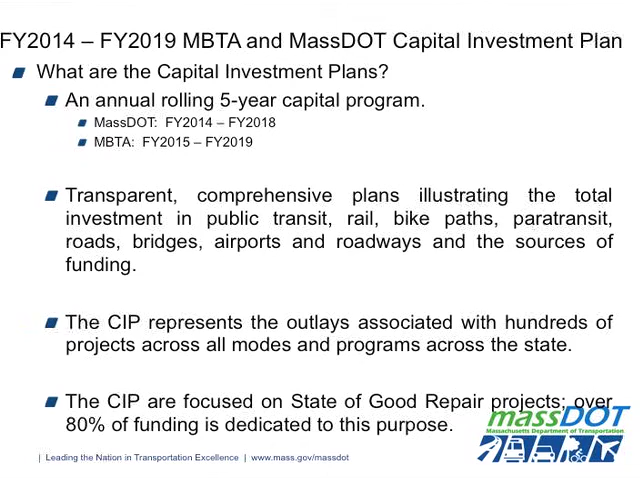 FY2014 – FY2019 MBTA and MassDOT Capital Investment Plan
What are the Capital Investment Plans?
An annual rolling 5-year capital program.
MassDOT: FY2014 – FY2018
MBTA: FY2015 – FY2019
Transparent, comprehensive plans illustrating the total
investment in public transit, rail, bike paths, paratransit,
roads, bridges, airports and roadways and the sources of
funding.
The CIP represents the outlays associated with hundreds of
projects across all modes and programs across the state.
The CIP are focused on State of Good Repair projects; over
80% of funding is dedicated to this purpose.
massDOT
Massachusetts Department of Transportation
| Leading the Nation in Transportation Excellence | www.mass.gov/massdot